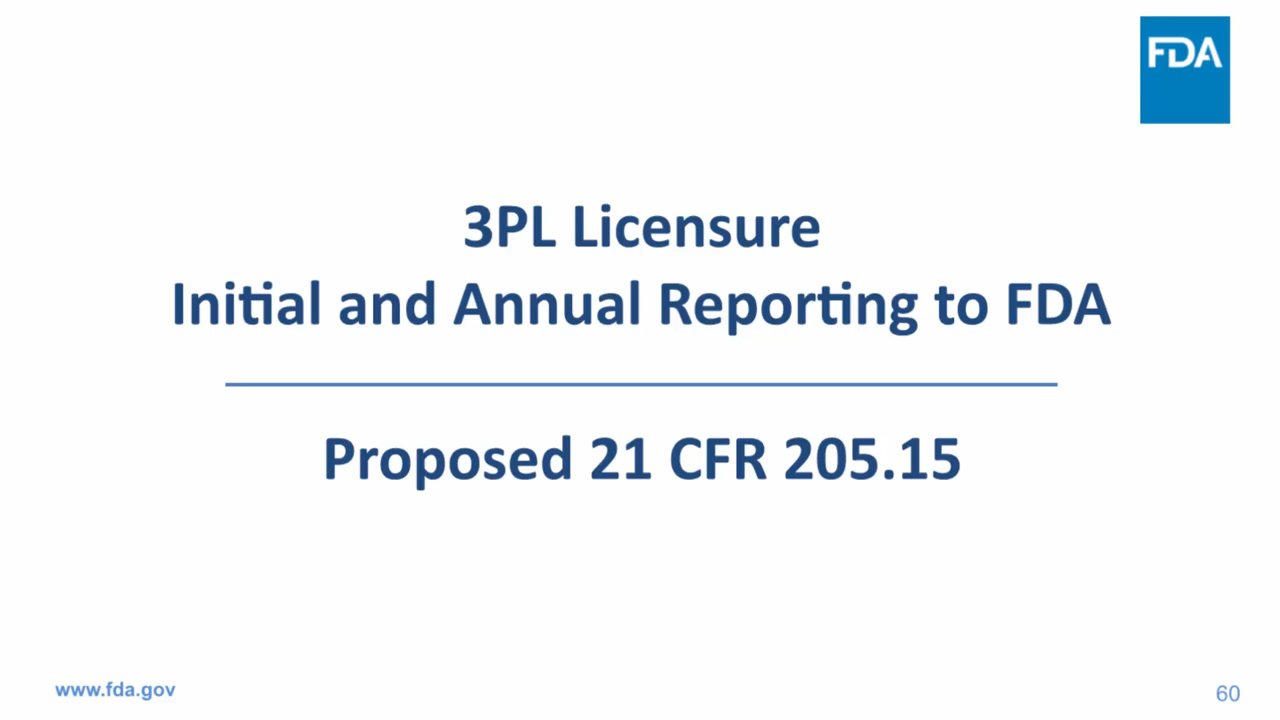 FDA
3PL Licensure
Initial and Annual Reporting to FDA
Proposed 21 CFR 205.15
www.fda.gov
60